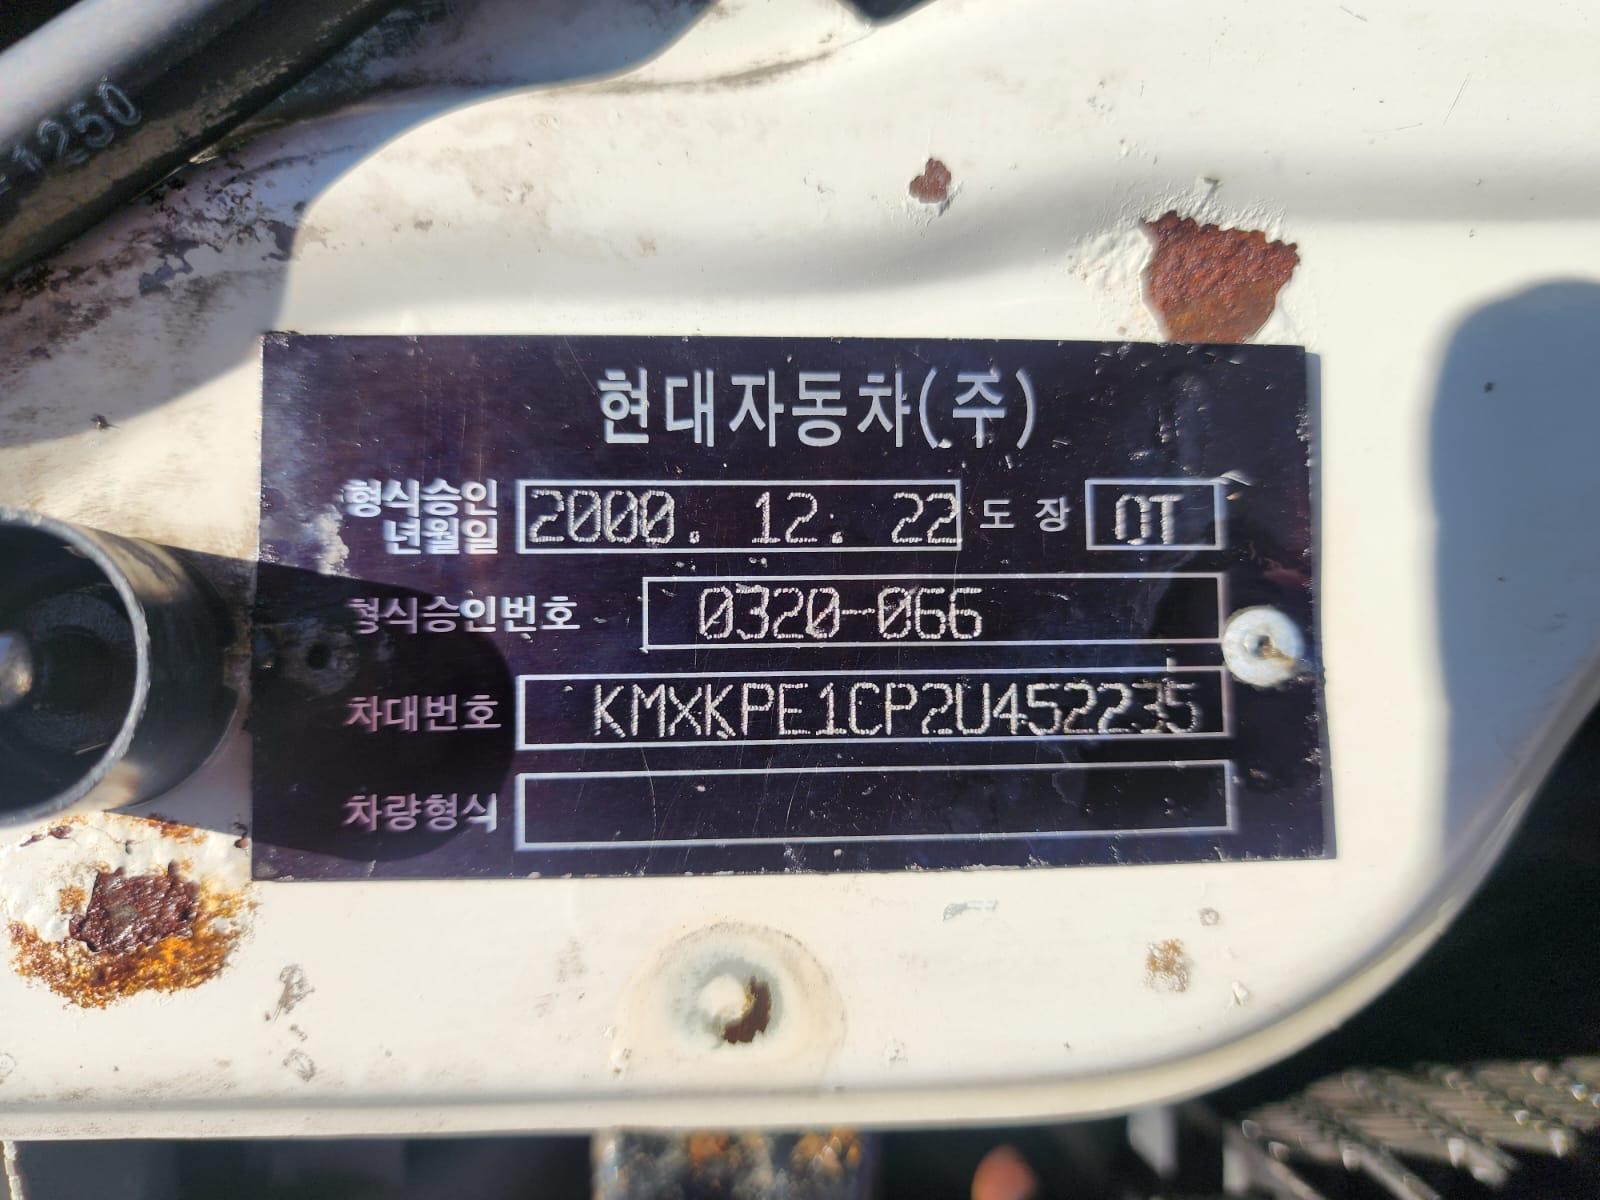 -1250
현대자동차(주)
형식승인
년월일 2000. 12. 22 도장 OT
형식승인번호 0320-066
차대번호 KMXKPE1CP2U452235
차량형식